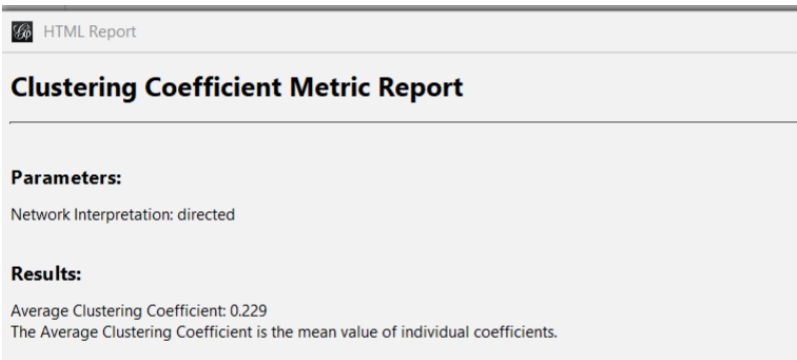 HTML Report
Clustering Coefficient Metric Report
Parameters:
Network Interpretation: directed
Results:
Average Clustering Coefficient: 0.229
The Average Clustering Coefficient is the mean value of individual coefficients.